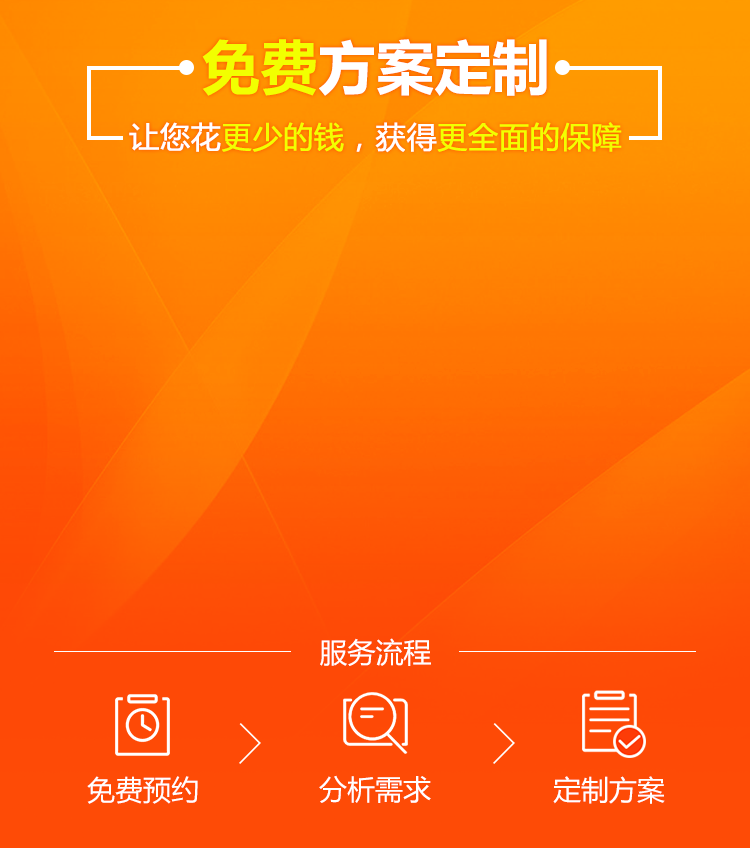 免费方案定制
让您花更少的钱，获得更全面的保障
服务流程
免费预约
分析需求
定制方案